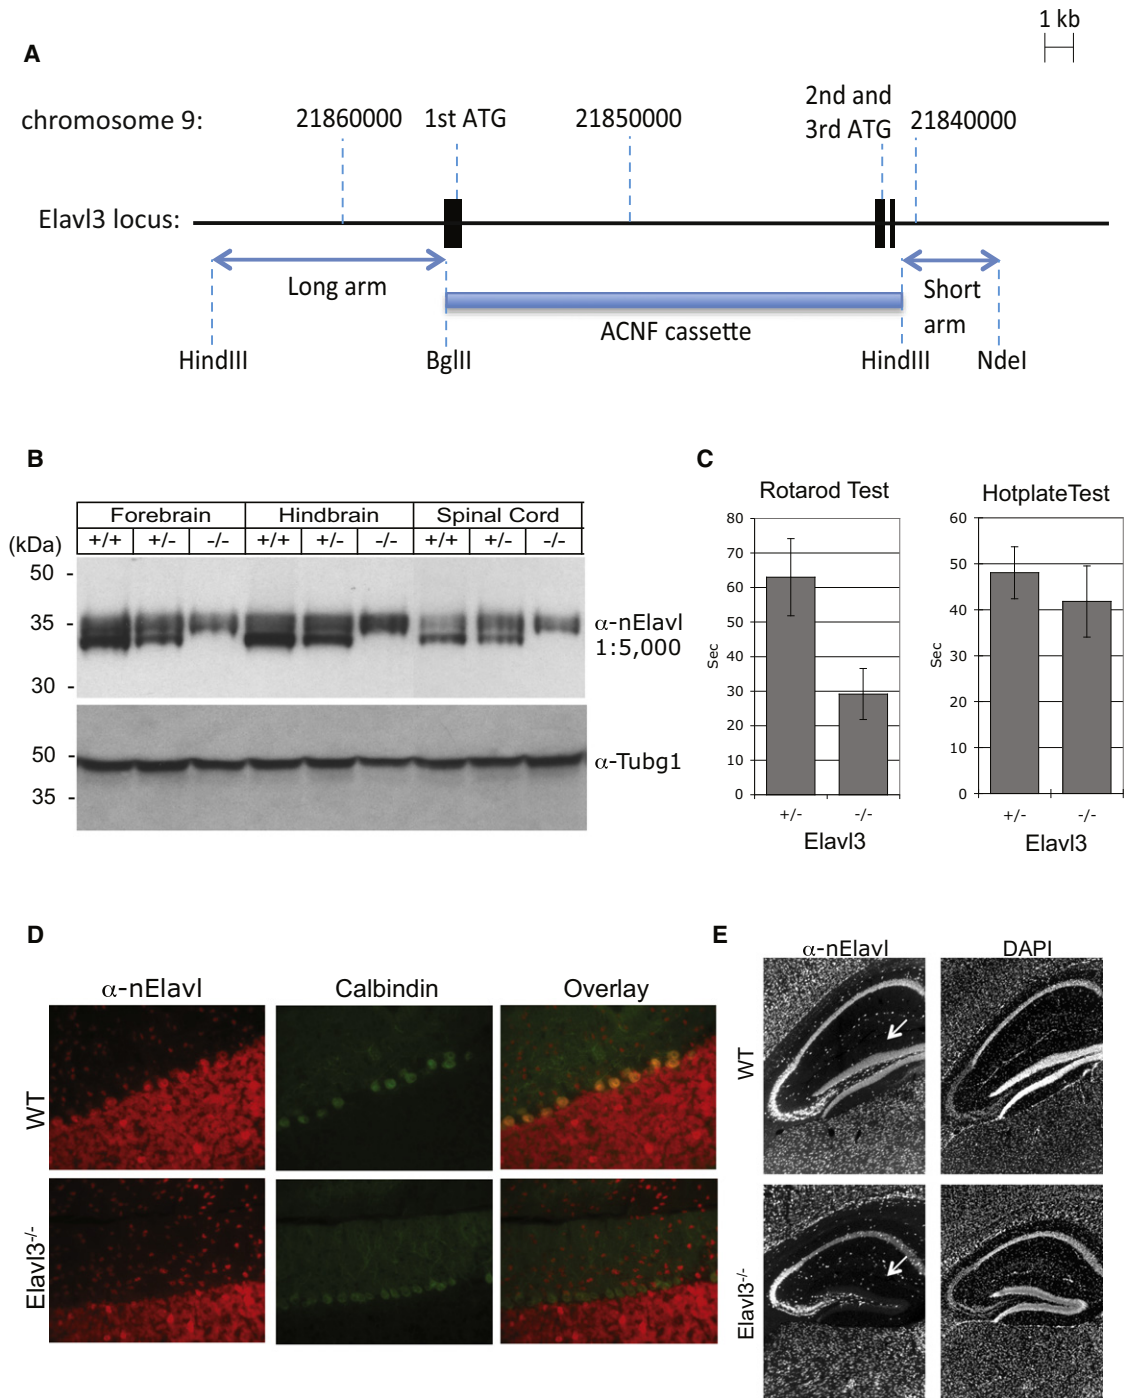 A
1 kb
chromosome 9:
21860000
1st ATG
21850000
2nd and
3rd ATG
21840000
Elavl3 locus:
Long arm
Short
arm
ACNF cassette
HindIII
BglII
HindIII
NdeI
B
Forebrain
Hindbrain
Spinal Cord
(kDa)
+/+
+/-
-/-
+/+
+/-
-/-
+/+
+/-
-/-
50 -
35 -
30 -
α-nElavl
1:5,000
50 -
35 -
α-Tubg1
C
Rotarod Test
80
70
60
50
40
30
20
10
0
Sec
+/-
-/-
Elavl3
HotplateTest
60
50
40
30
20
10
0
Sec
+/-
-/-
Elavl3
D
α-nElavl
Calbindin
Overlay
WT
Elavl3-/-
E
α-nElavl
DAPI
WT
Elavl3-/-